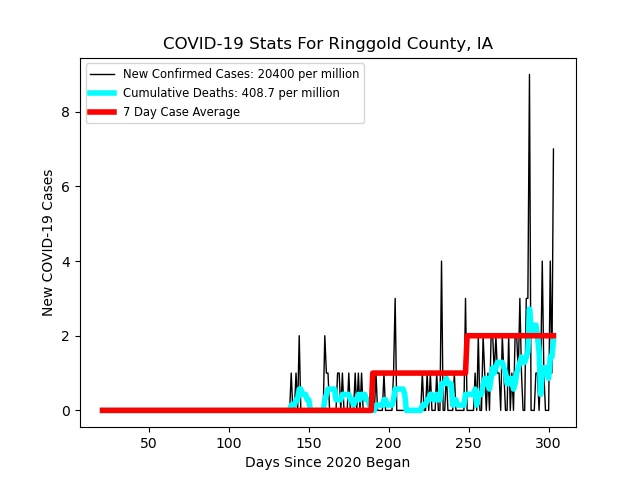 COVID-19 Stats For Ringgold County, IA
New Confirmed Cases: 20400 per million
Cumulative Deaths: 408.7 per million
7 Day Case Average
New COVID-19 Cases
8
6
4
2
0
50 100 150 200 250 300
Days Since 2020 Began